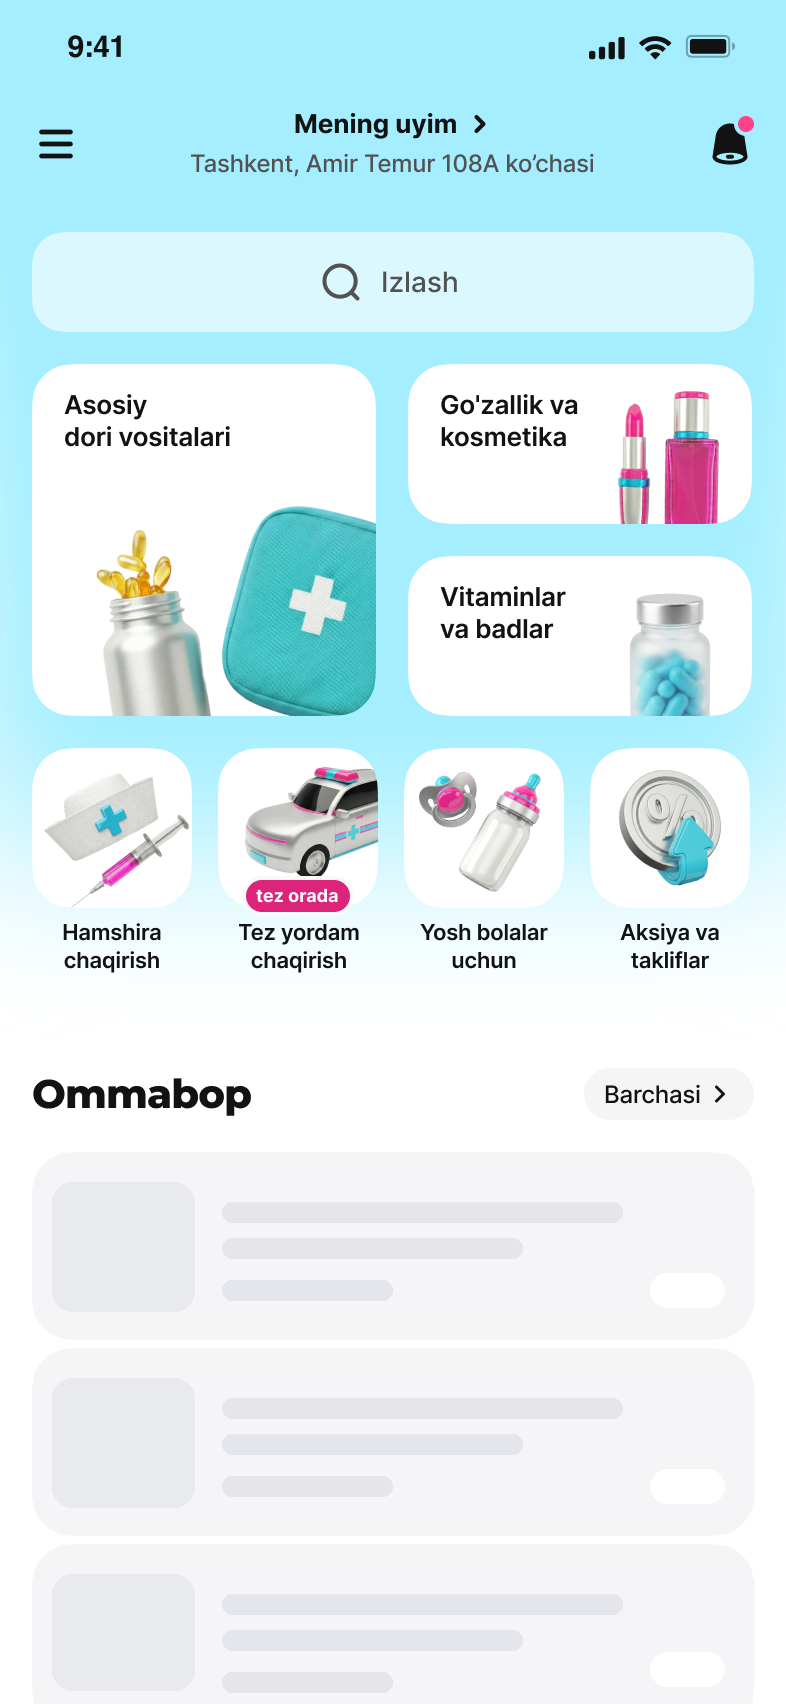 9:41
Mening uyim
Tashkent, Amir Temur 108A ko’chasi
Izlash
Asosiy
dori vositalari
Go'zallik va
kosmetika
Vitaminlar
va badlar
tez orada
Hamshira
chaqirish
Tez yordam
chaqirish
Yosh bolalar
uchun
Aksiya va
takliflar
Ommabop
Barchasi